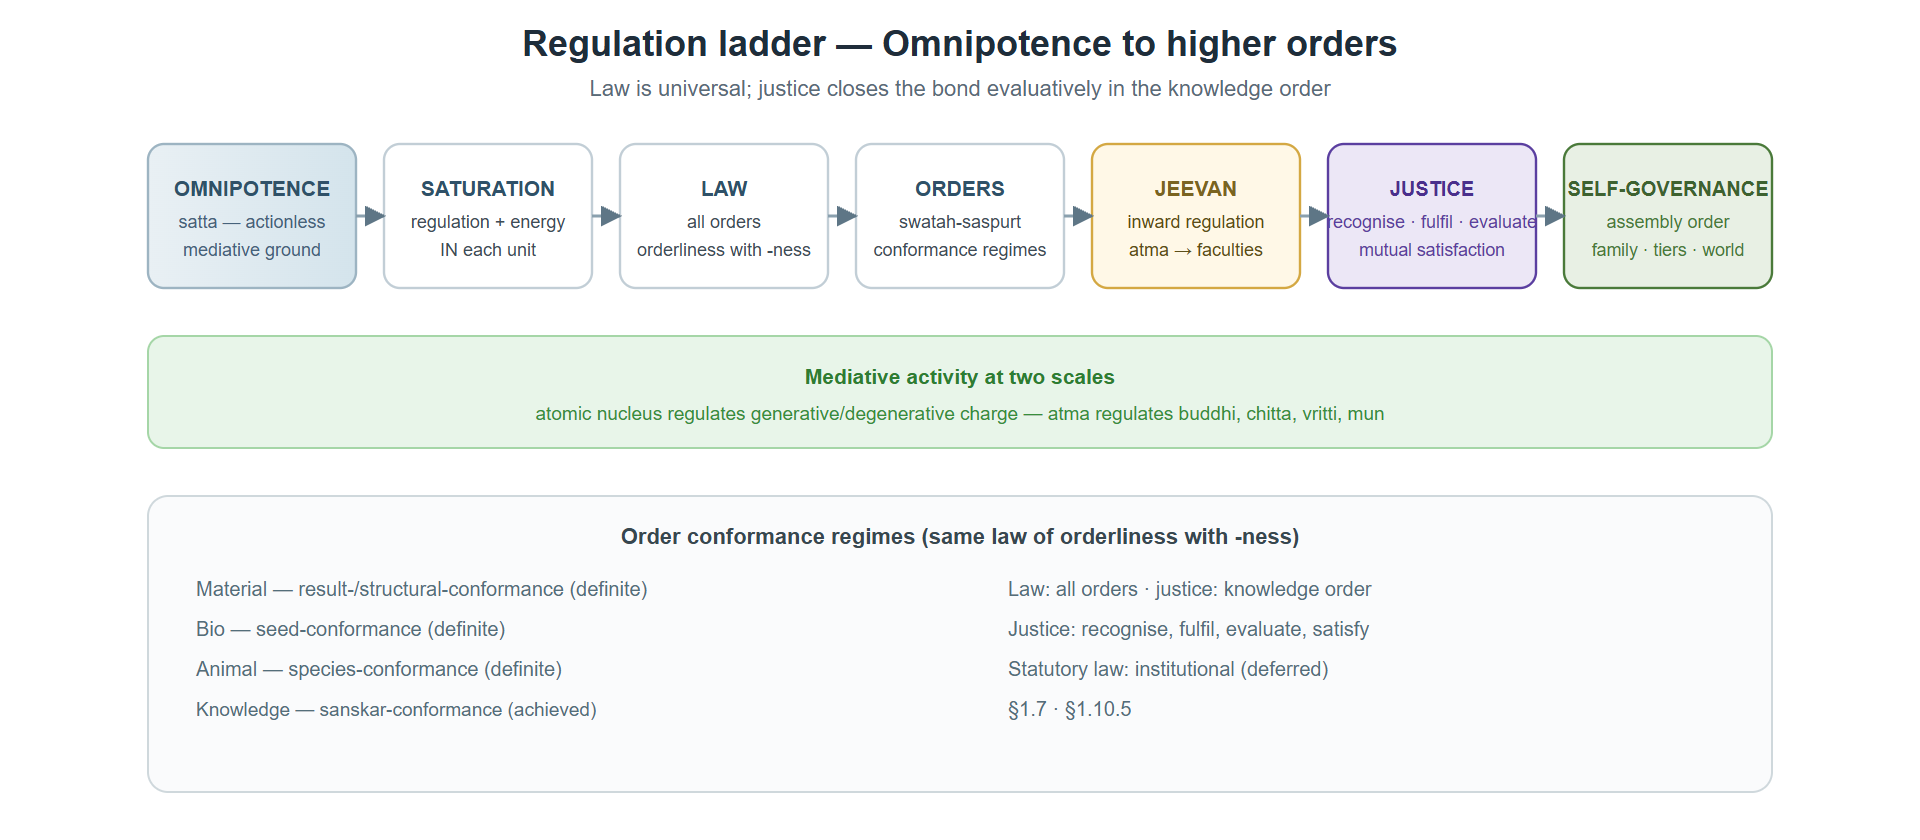 Regulation ladder — Omnipotence to higher orders
Law is universal; justice closes the bond evaluatively in the knowledge order
OMNIPOTENCE
satta — actionless
mediative ground
SATURATION
regulation + energy
IN each unit
LAW
all orders
orderliness with -ness
ORDERS
swatah-saspurt
conformance regimes
JEEVAN
inward regulation
atma → faculties
JUSTICE
recognise · fulfil · evaluate
mutual satisfaction
SELF-GOVERNANCE
assembly order
family · tiers · world
Mediative activity at two scales
atomic nucleus regulates generative/degenerative charge — atma regulates buddhi, chitta, vritti, mun
Order conformance regimes (same law of orderliness with -ness)
Material — result-/structural-conformance (definite)
Bio — seed-conformance (definite)
Animal — species-conformance (definite)
Knowledge — sanskar-conformance (achieved)
Law: all orders · justice: knowledge order
Justice: recognise, fulfil, evaluate, satisfy
Statutory law: institutional (deferred)
§1.7 · §1.10.5